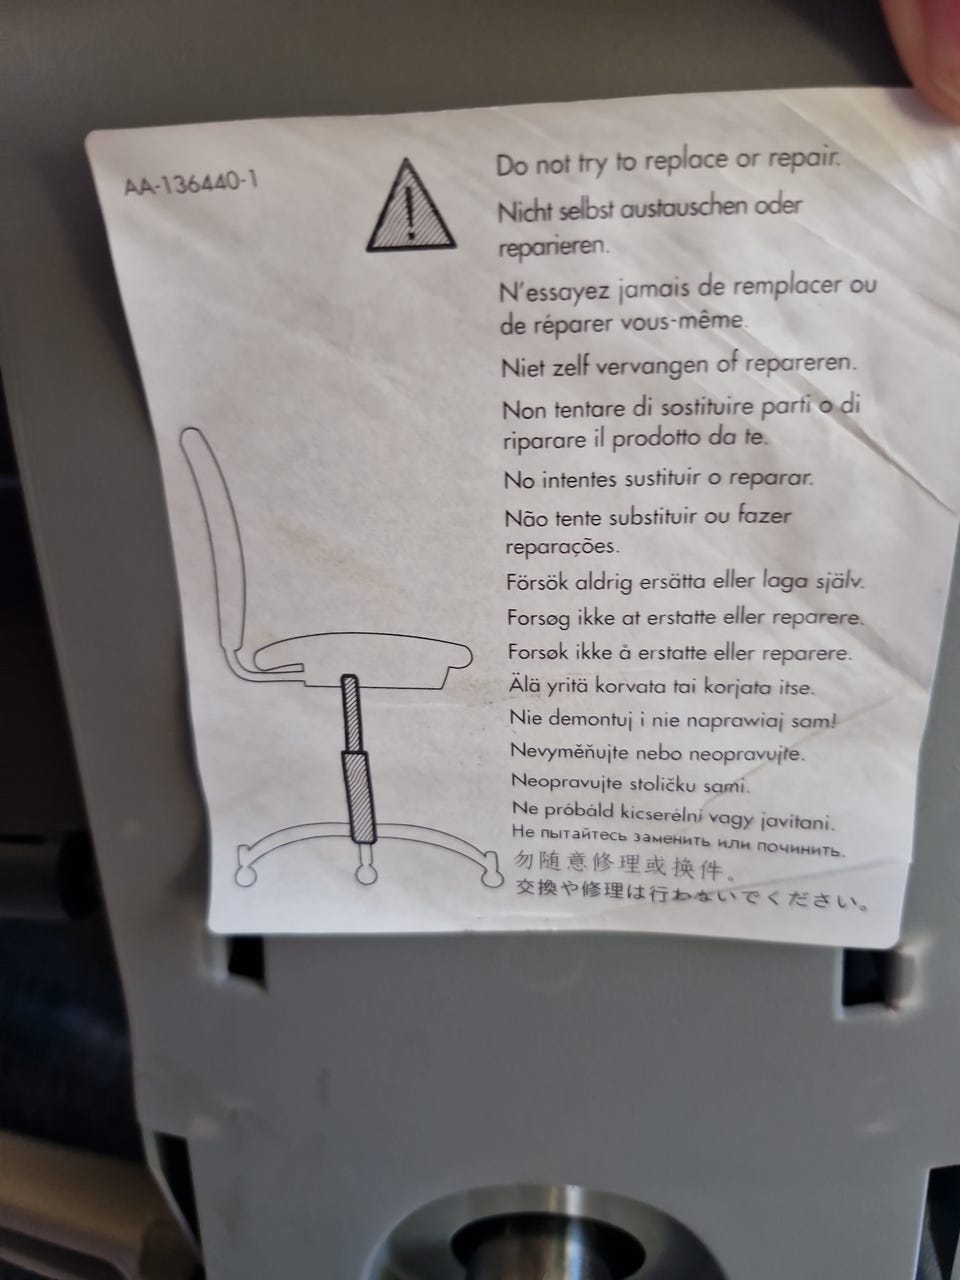 AA-136440-1
Do not try to replace or repair.
Nicht selbst austauschen oder
reparieren.
N'essayez jamais de remplacer ou
de réparer vous-même.
Niet zelf vervangen of repareren.
Non tentare di sostituire parti o di
riparare il prodotto da te.
No intentes sustituir o reparar.
Não tente substituir ou fazer
reparações.
Försök aldrig ersätta eller laga själv.
Forsøg ikke at erstatte eller reparere.
Forsøk ikke å erstatte eller reparere.
Älä yritä korvata tai korjata itse.
Nie demontuj i nie naprawiaj sam!
Nevyměňujte nebo neopravujte.
Neopravujte stoličku sami.
Ne próbáld kicserélni vagy javítani.
Не пытайтесь заменить или починить.
勿随意修理或换件。
交換や修理は行わないでください。